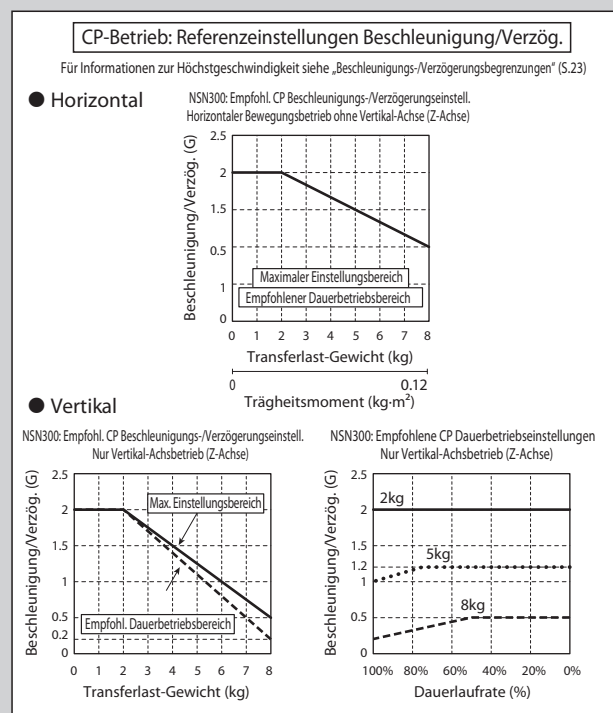 CP-Betrieb: Referenzeinstellungen Beschleunigung/Verzög.
Für Informationen zur Höchstgeschwindigkeit siehe „Beschleunigungs-/Verzögerungsbegrenzungen“ (S.23)
● Horizontal
NSN300: Empfohl. CP Beschleunigungs-/Verzögerungseinstell.
Horizontaler Bewegungsbetrieb ohne Vertikal-Achse (Z-Achse)
Beschleunigung/Verzög. (G)
2.5
2
1.5
0.5
1
0
Maximaler Einstellungsbereich
Empfohlener Dauerbetriebsbereich
0 1 2 3 4 5 6 7 8
Transferlast-Gewicht (kg)
0 0.12
Trägheitsmoment (kg·m²)
● Vertikal
NSN300: Empfohl. CP Beschleunigungs-/Verzögerungseinstell.
Nur Vertikal-Achsbetrieb (Z-Achse)
Beschleunigung/Verzög. (G)
2.5
2
1.5
1
0.5
0.2
0
Max. Einstellungsbereich
Empfohl. Dauerbetriebsbereich
0 1 2 3 4 5 6 7 8
Transferlast-Gewicht (kg)
NSN300: Empfohlene CP Dauerbetriebseinstellungen
Nur Vertikal-Achsbetrieb (Z-Achse)
Beschleunigung/Verzög. (G)
2.5
2
1.5
1.2
1
0.5
0
2kg
5kg
8kg
100% 80% 60% 40% 20% 0%
Dauerlaufrate (%)